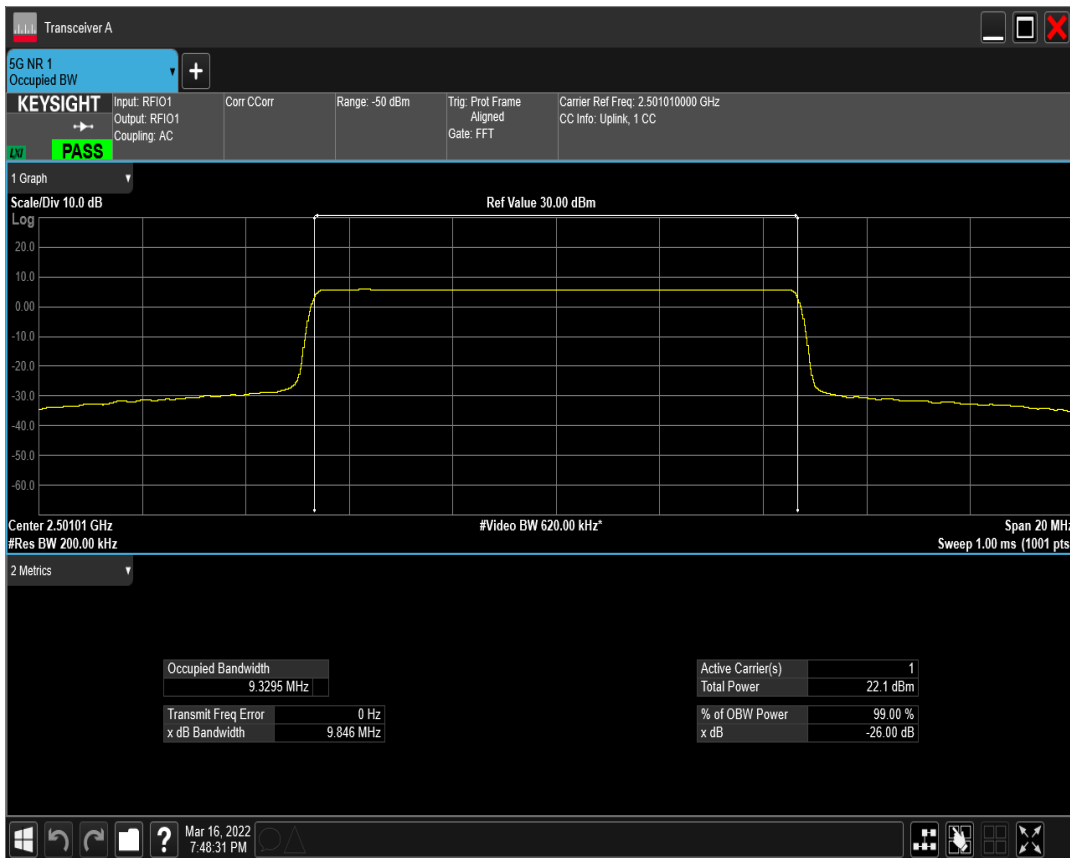 Transceiver A
5G NR 1
Occupied BW
+
KEYSIGHT
LXI
PASS
Input: RFIO1
Output: RFIO1
Coupling: AC
Corr CCorr
Range: -50 dBm
Trig: Prot Frame
Aligned
Gate: FFT
Carrier Ref Freq: 2.501010000 GHz
CC Info: Uplink, 1 CC
1 Graph
Scale/Div 10.0 dB
Ref Value 30.00 dBm
Log
20.0
10.0
0.00
-10.0
-20.0
-30.0
-40.0
-50.0
-60.0
Center 2.50101 GHz
#Video BW 620.00 kHz*
Span 20 MHz
#Res BW 200.00 kHz
Sweep 1.00 ms (1001 pts
2 Metrics
Occupied Bandwidth
9.3295 MHz
Transmit Freq Error 0 Hz
x dB Bandwidth 9.846 MHz
Active Carrier(s) 1
Total Power 22.1 dBm
% of OBW Power 99.00 %
x dB -26.00 dB
?
Mar 16, 2022
7:48:31 PM